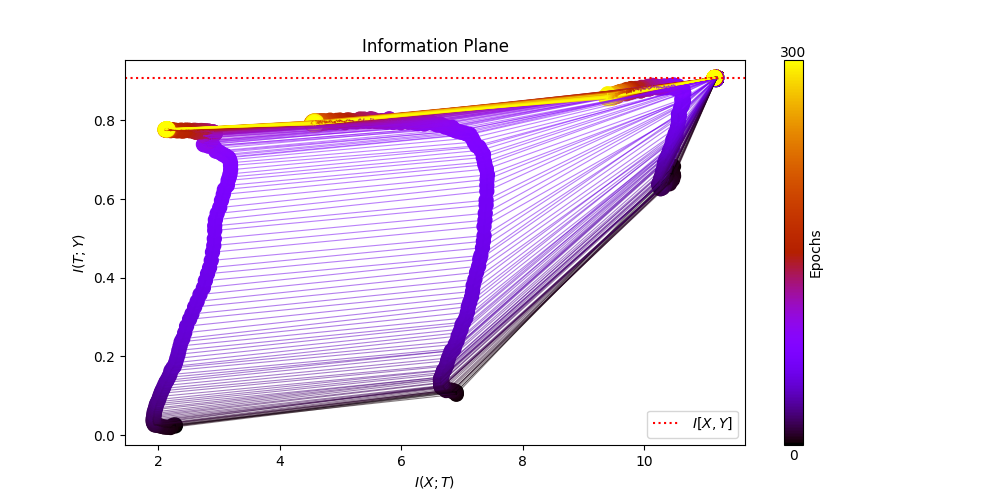 Information Plane
300
0.8
0.6
0.4
0.2
0.0
I(T; Y)
Epochs
I[X, Y]
0
2
4
6
8
10
I(X; T)